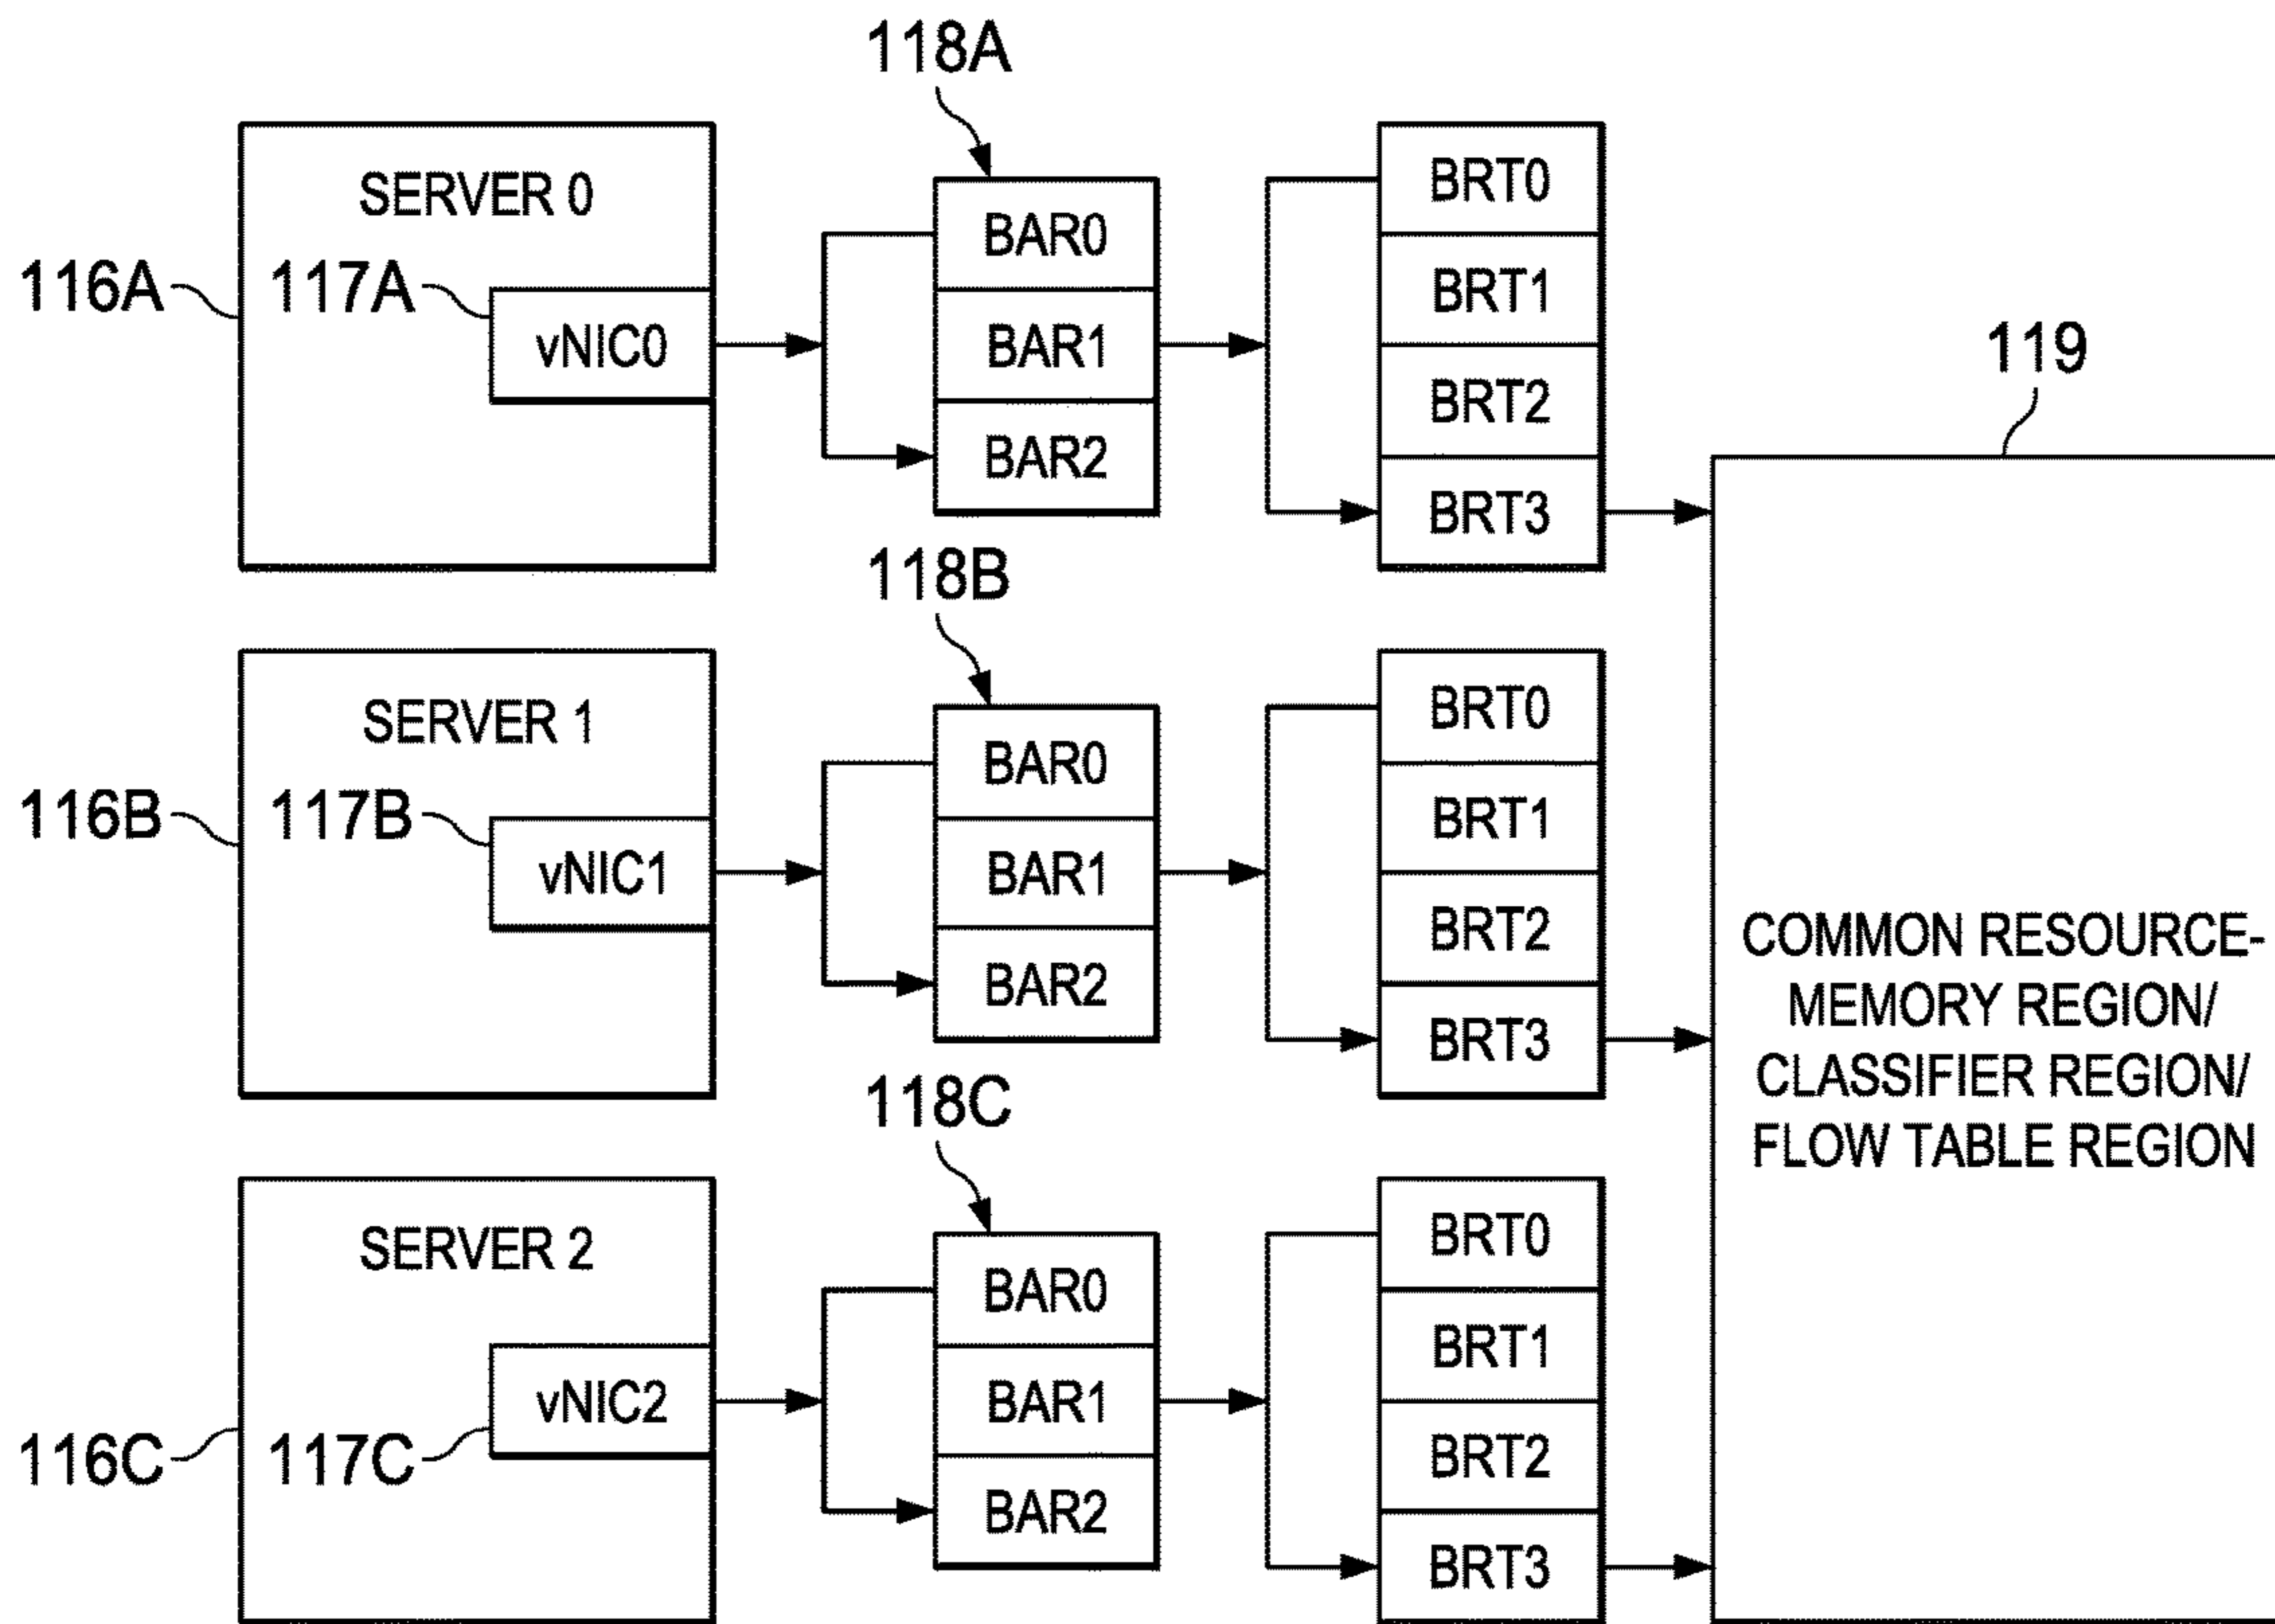 118A
SERVER 0
116A
117A
vNIC0
BAR0
BAR1
BAR2
BRT0
BRT1
BRT2
BRT3
119
118B
SERVER 1
116B
117B
vNIC1
BAR0
BAR1
BAR2
BRT0
BRT1
BRT2
BRT3
COMMON RESOURCE-
MEMORY REGION/
CLASSIFIER REGION/
FLOW TABLE REGION
118C
SERVER 2
116C
117C
vNIC2
BAR0
BAR1
BAR2
BRT0
BRT1
BRT2
BRT3